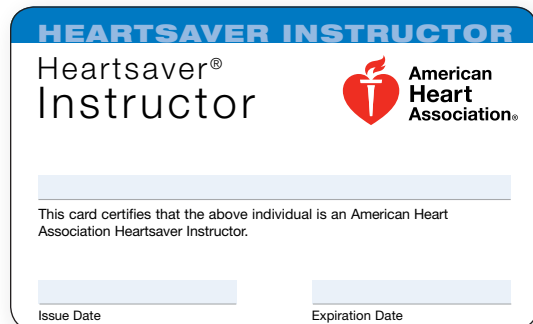 HEARTSAVER INSTRUCTOR
Heartsaver®
Instructor
American
Heart
Association®
This card certifies that the above individual is an American Heart
Association Heartsaver Instructor.
Issue Date
Expiration Date